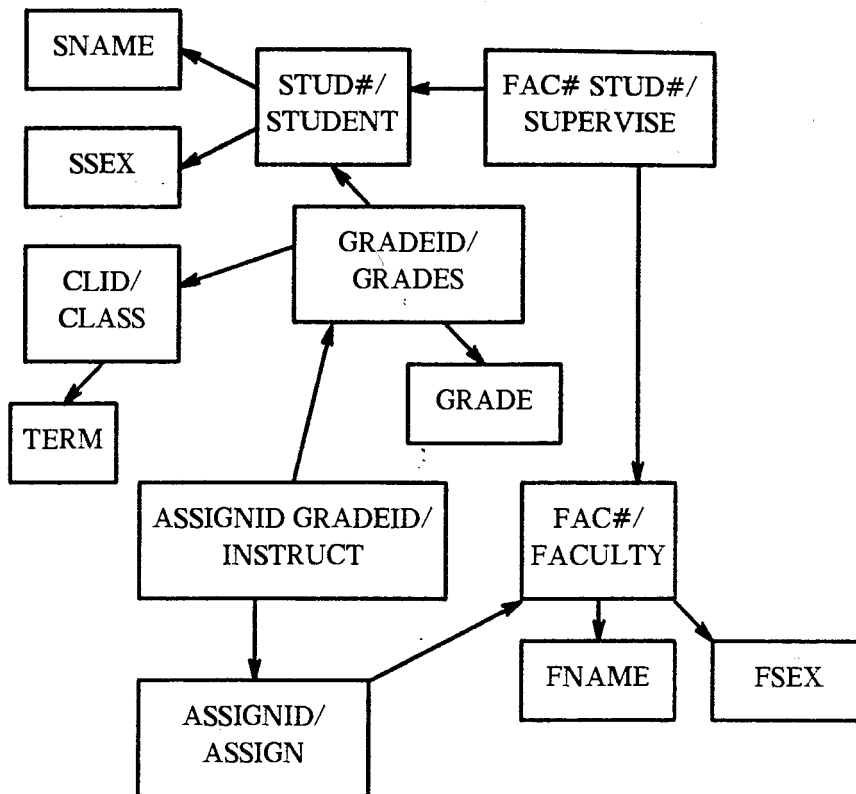 SNAME
STUD#/
STUDENT
FAC# STUD#/
SUPERVISE
SSEX
GRADEID/
GRADES
CLID/
CLASS
GRADE
TERM
ASSIGNID GRADEID/
INSTRUCT
FAC#/
FACULTY
FNAME
FSEX
ASSIGNID/
ASSIGN